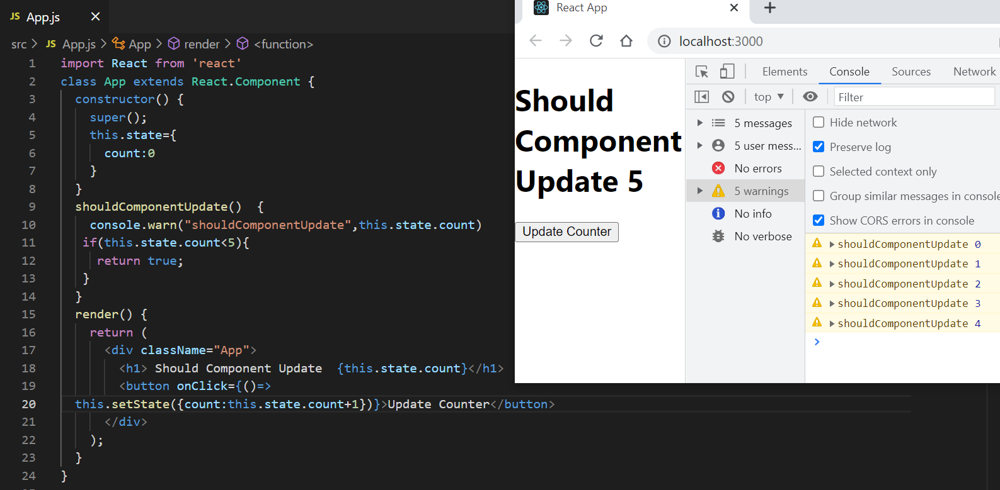 JS App.js ×
src > JS App.js > App > render > <function>
1 import React from 'react'
2 class App extends React.Component {
3 constructor() {
4 super();
5 this.state={
6 count:0
7 }
8 }
9 shouldComponentUpdate()  {
10 console.warn("shouldComponentUpdate",this.state.count)
11 if(this.state.count<5){
12 return true;
13 }
14 }
15 render() {
16 return (
17 <div className="App">
18 <h1> Should Component Update  {this.state.count}</h1>
19 <button onClick={()=>
20 this.setState({count:this.state.count+1})}>Update Counter</button>
21 </div>
22 );
23 }
24 }
React App
localhost:3000
Should
Component
Update 5
Update Counter
Elements Console Sources Network
top Filter
5 messages
5 user mess...
No errors
5 warnings
No info
No verbose
Hide network
Preserve log
Selected context only
Group similar messages in console
Show CORS errors in console
shouldComponentUpdate 0
shouldComponentUpdate 1
shouldComponentUpdate 2
shouldComponentUpdate 3
shouldComponentUpdate 4